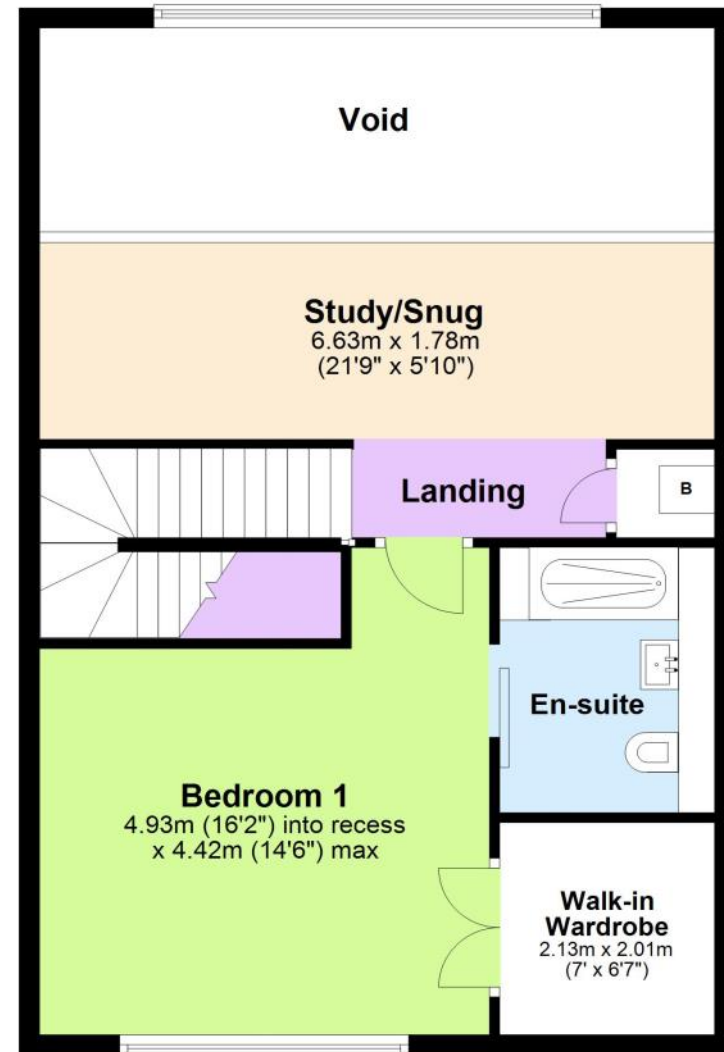 Void
Study/Snug
6.63m x 1.78m
(21'9" x 5'10")
Landing
B
En-suite
Bedroom 1
4.93m (16'2") into recess
x 4.42m (14'6") max
Walk-in
Wardrobe
2.13m x 2.01m
(7' x 6'7")